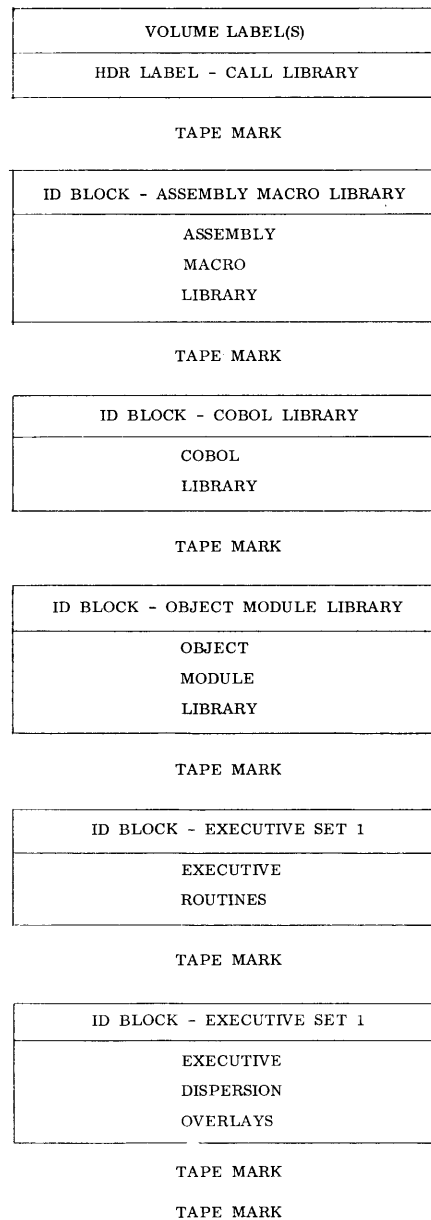 VOLUME LABEL(S)
HDR LABEL - CALL LIBRARY
TAPE MARK
ID BLOCK - ASSEMBLY MACRO LIBRARY
ASSEMBLY
MACRO
LIBRARY
TAPE MARK
ID BLOCK - COBOL LIBRARY
COBOL
LIBRARY
TAPE MARK
ID BLOCK - OBJECT MODULE LIBRARY
OBJECT
MODULE
LIBRARY
TAPE MARK
ID BLOCK - EXECUTIVE SET 1
EXECUTIVE
ROUTINES
TAPE MARK
ID BLOCK - EXECUTIVE SET 1
EXECUTIVE
DISPERSION
OVERLAYS
TAPE MARK
TAPE MARK